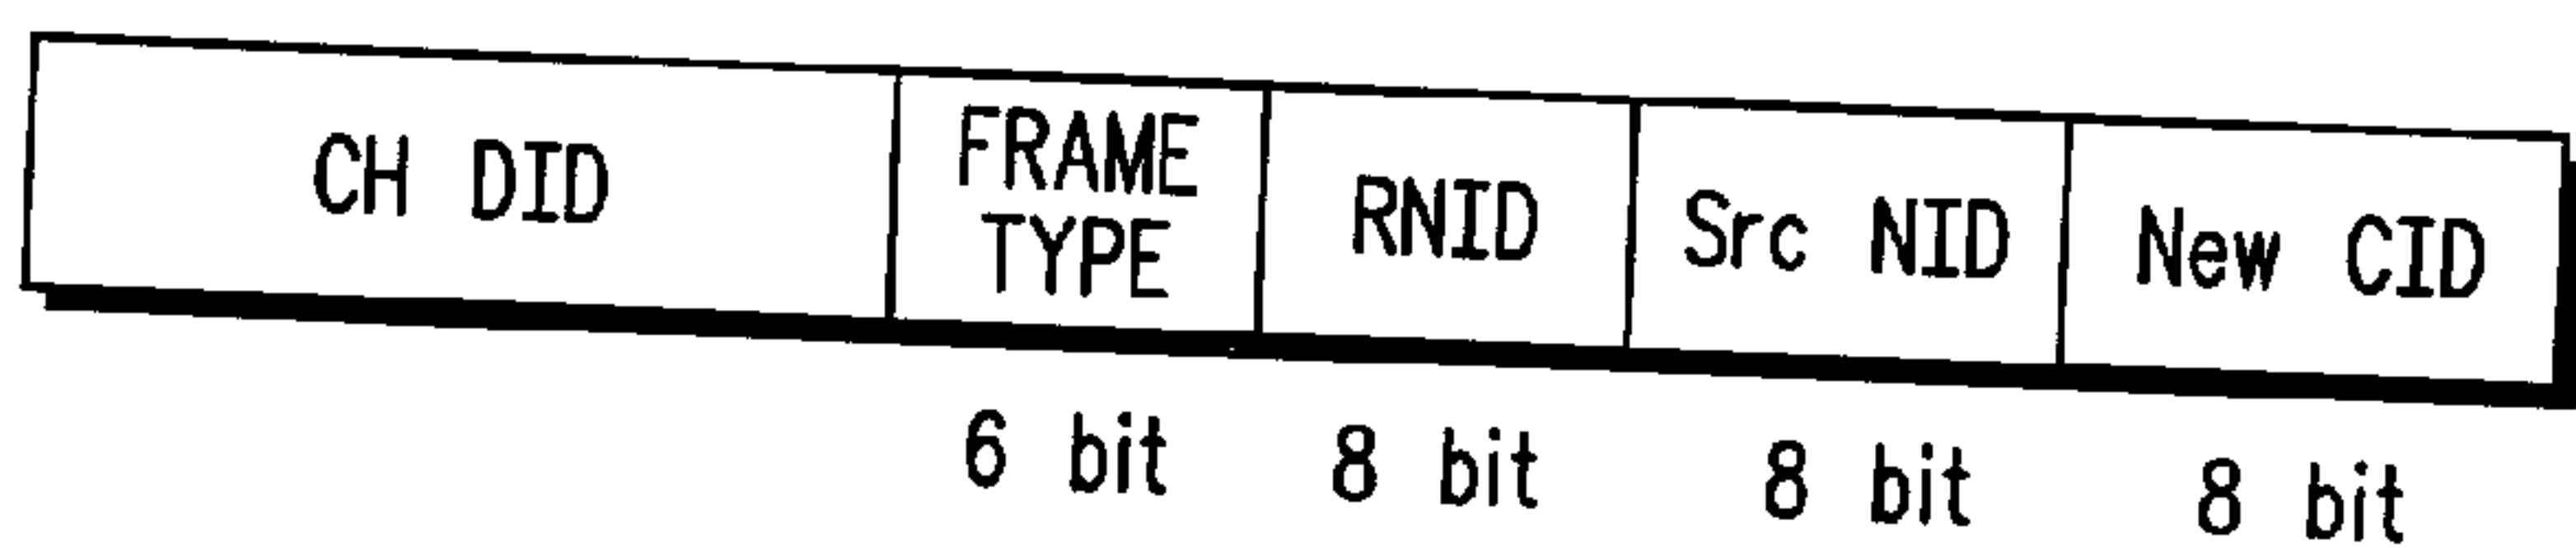 CH DID
FRAME
TYPE
RNID
Src NID
New CID
6 bit
8 bit
8 bit
8 bit